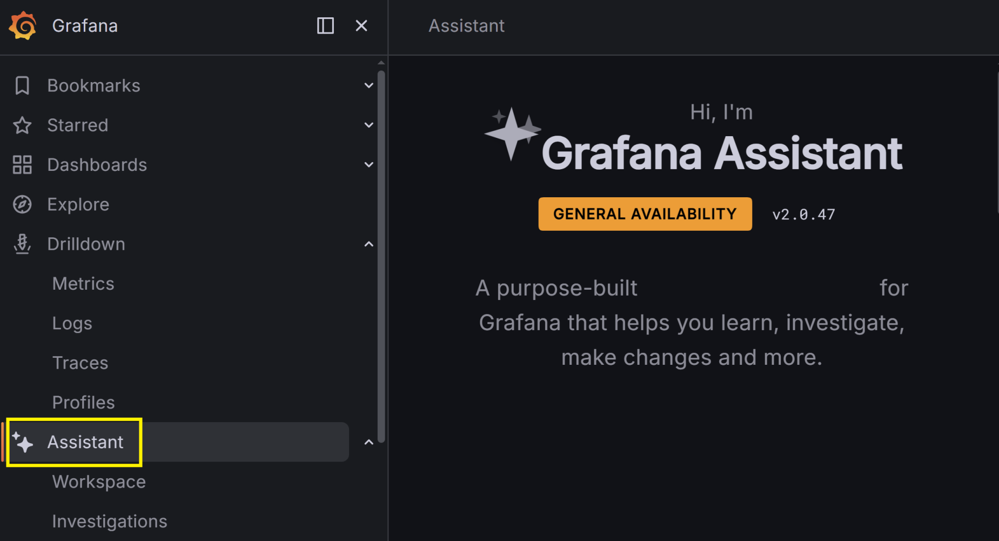 Grafana
Assistant
Bookmarks
Starred
Dashboards
Explore
Drilldown
Metrics
Logs
Traces
Profiles
Assistant
Workspace
Investigations
Hi, I'm
Grafana Assistant
GENERAL AVAILABILITY v2.0.47
A purpose-built for
Grafana that helps you learn, investigate,
make changes and more.